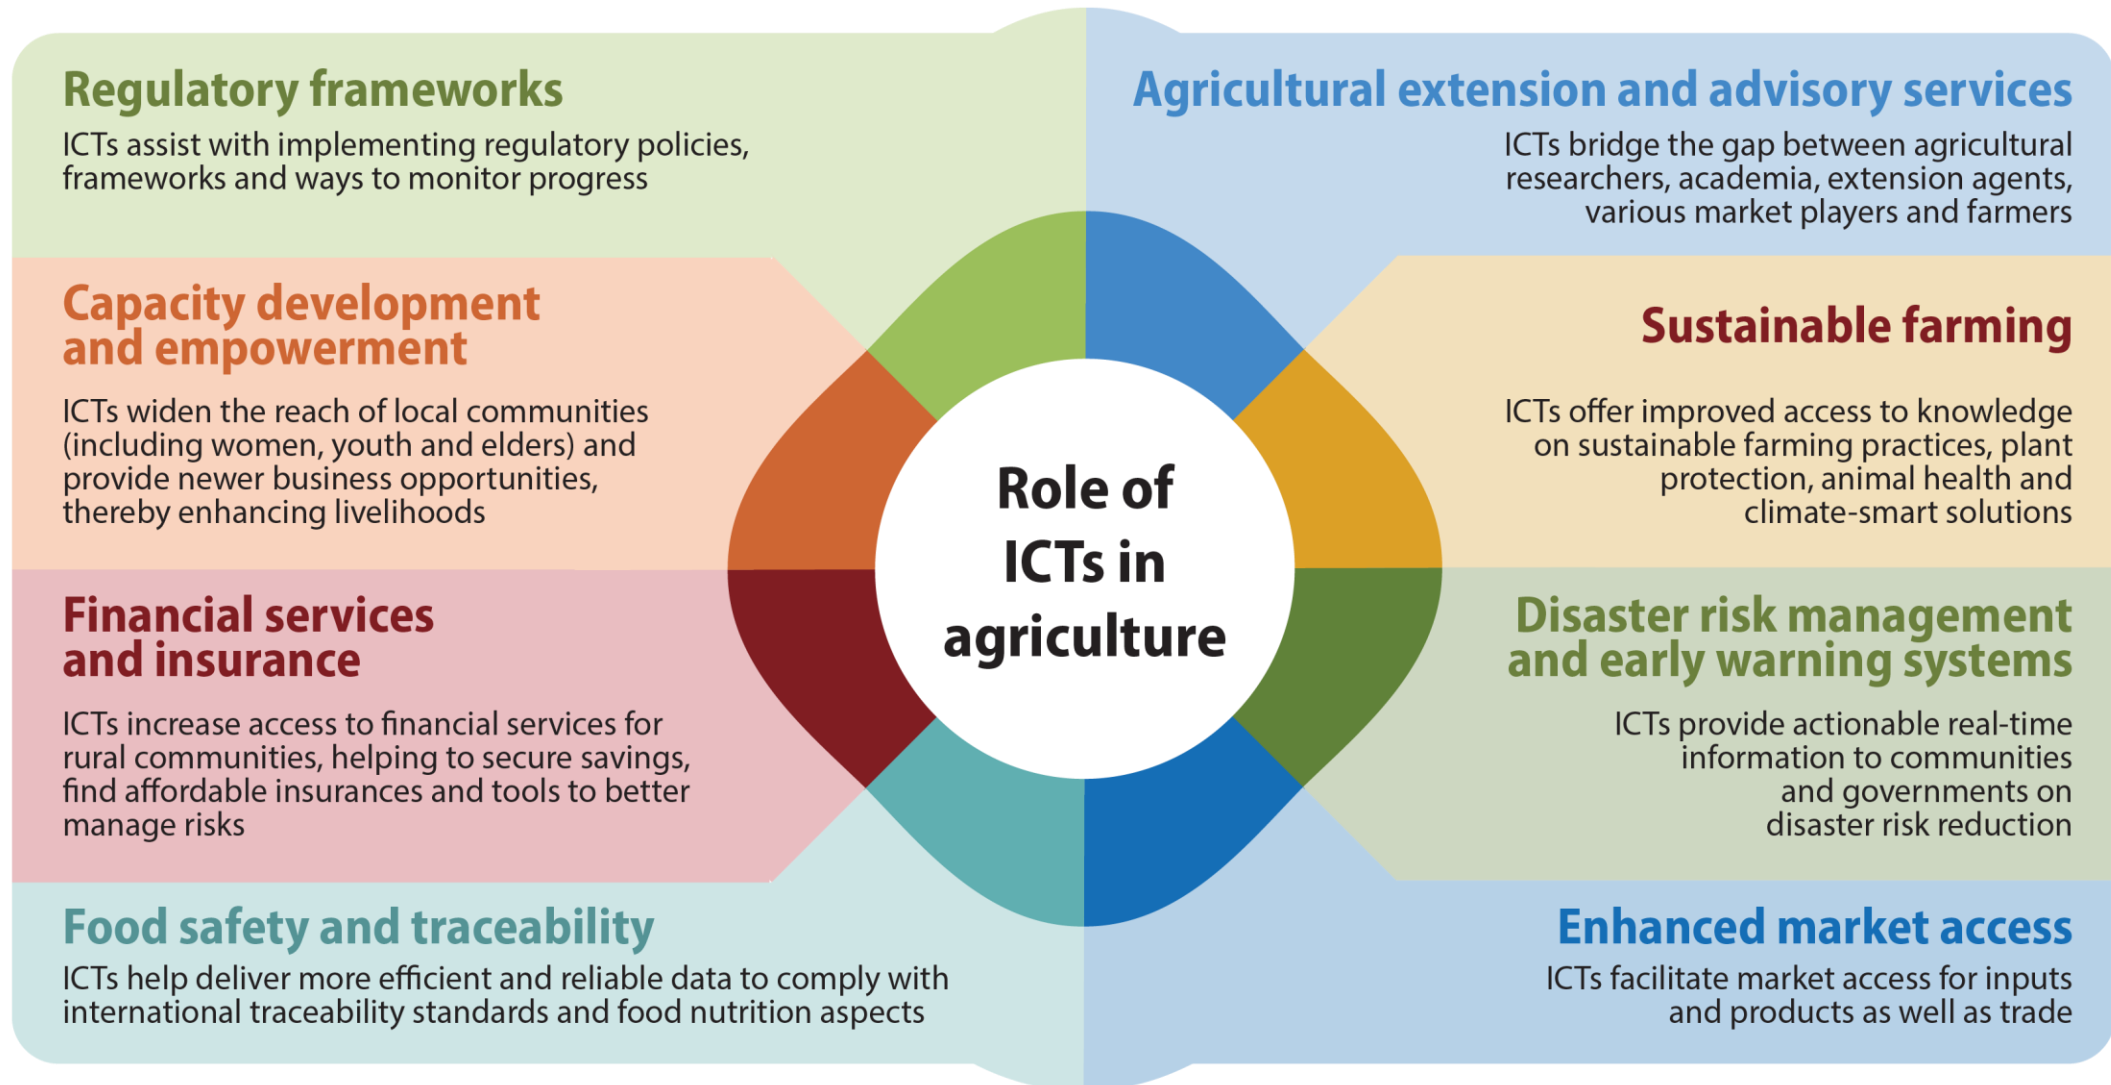 Regulatory frameworks
ICTs assist with implementing regulatory policies,
frameworks and ways to monitor progress
Capacity development
and empowerment
ICTs widen the reach of local communities
(including women, youth and elders) and
provide newer business opportunities,
thereby enhancing livelihoods
Financial services
and insurance
ICTs increase access to financial services for
rural communities, helping to secure savings,
find affordable insurances and tools to better
manage risks
Food safety and traceability
ICTs help deliver more efficient and reliable data to comply with
international traceability standards and food nutrition aspects
Role of
ICTs in
agriculture
Agricultural extension and advisory services
ICTs bridge the gap between agricultural
researchers, academia, extension agents,
various market players and farmers
Sustainable farming
ICTs offer improved access to knowledge
on sustainable farming practices, plant
protection, animal health and
climate-smart solutions
Disaster risk management
and early warning systems
ICTs provide actionable real-time
information to communities
and governments on
disaster risk reduction
Enhanced market access
ICTs facilitate market access for inputs
and products as well as trade